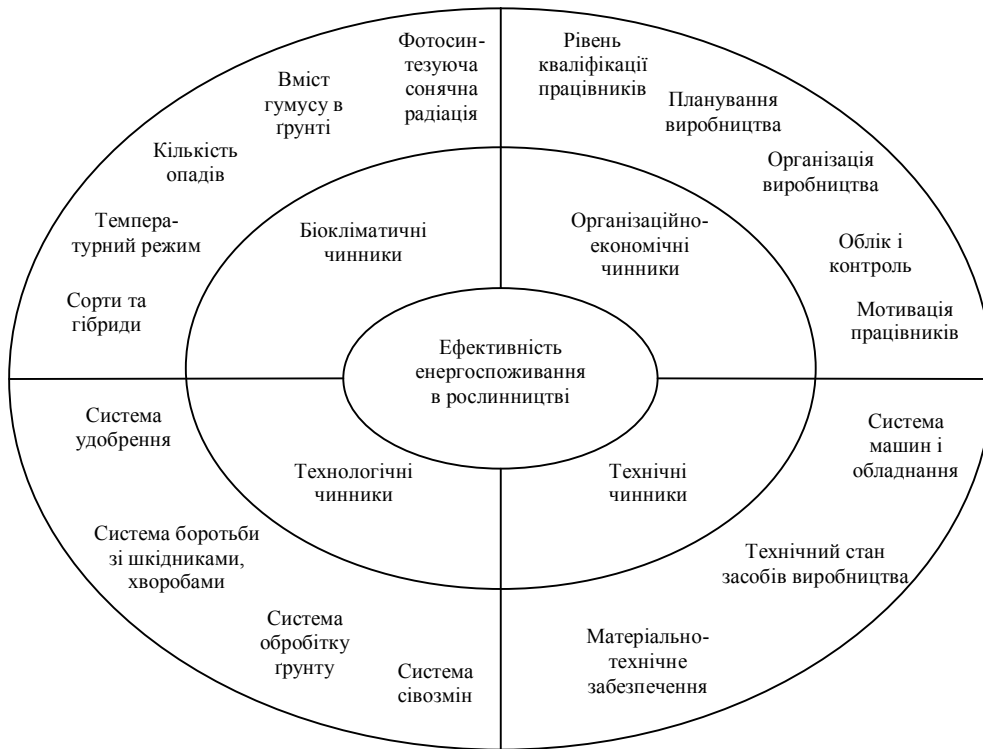 Фотосин-
тезуюча
сонячна
радіація
Вміст
гумусу в
ґрунті
Кількість
опадів
Темпера-
турний режим
Сорти та
гібриди
Рівень
кваліфікації
працівників
Планування
виробництва
Організація
виробництва
Облік і
контроль
Мотивація
працівників
Біокліматичні
чинники
Організаційно-
економічні
чинники
Ефективність
енергоспоживання
в рослинництві
Технологічні
чинники
Технічні
чинники
Система
удобрення
Система боротьби
зі шкідниками,
хворобами
Система
обробітку
ґрунту
Система
сівозмін
Система
машин і
обладнання
Технічний стан
засобів виробництва
Матеріально-
технічне
забезпечення